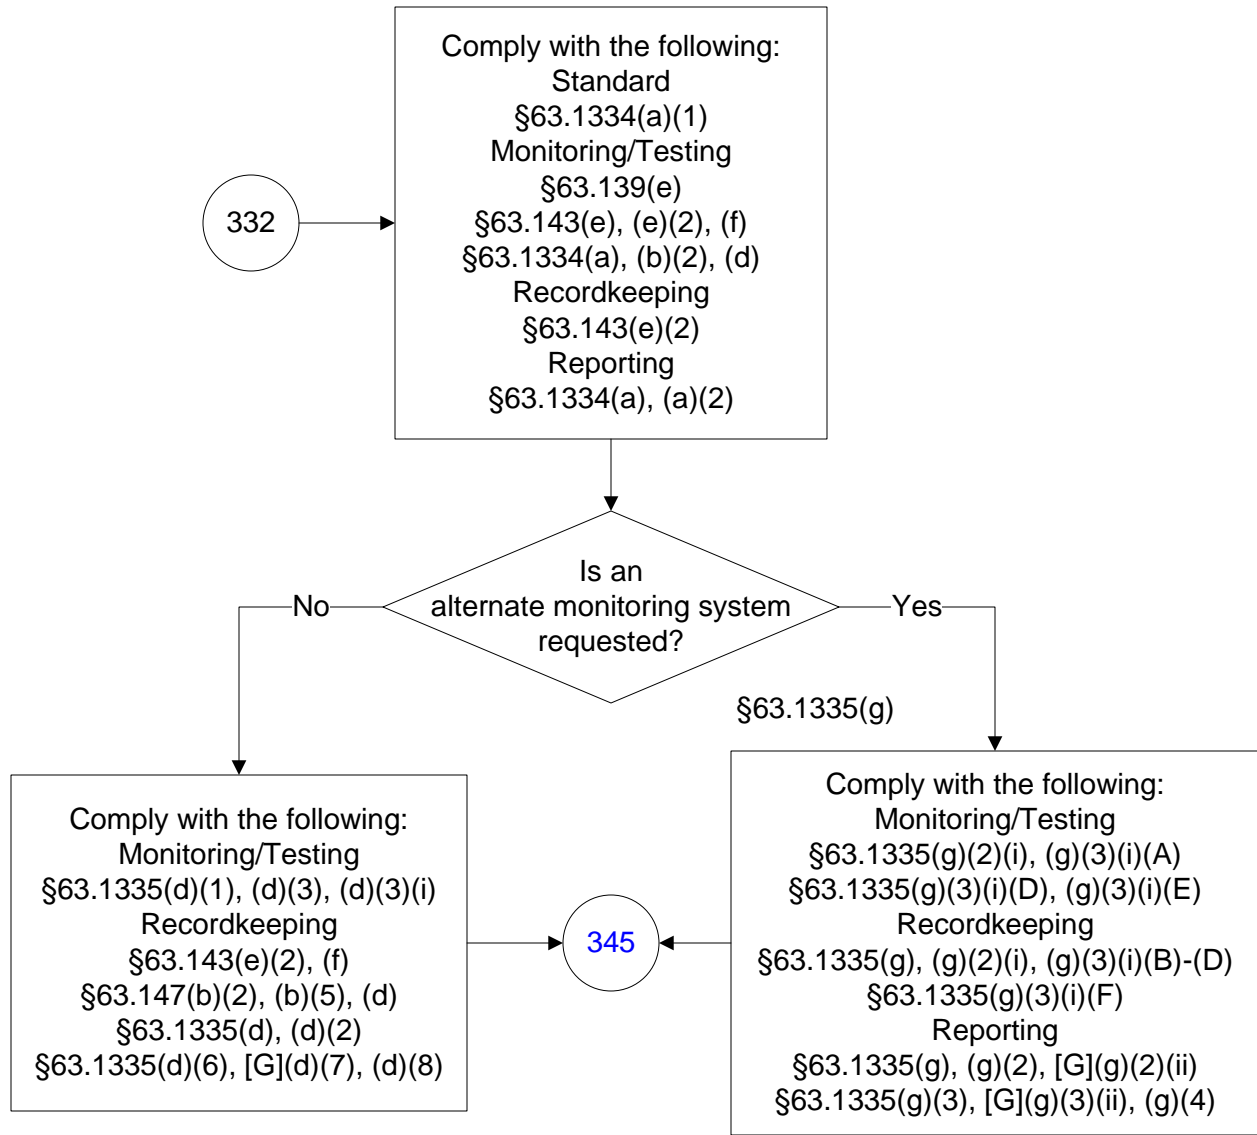 Comply with the following:
Standard
§63.1334(a)(1)
Monitoring/Testing
§63.139(e)
§63.143(e), (e)(2), (f)
§63.1334(a), (b)(2), (d)
Recordkeeping
§63.143(e)(2)
Reporting
§63.1334(a), (a)(2)
332
Is an
alternate monitoring system
requested?
No
Yes
§63.1335(g)
Comply with the following:
Monitoring/Testing
§63.1335(d)(1), (d)(3), (d)(3)(i)
Recordkeeping
§63.143(e)(2), (f)
§63.147(b)(2), (b)(5), (d)
§63.1335(d), (d)(2)
§63.1335(d)(6), [G](d)(7), (d)(8)
345
Comply with the following:
Monitoring/Testing
§63.1335(g)(2)(i), (g)(3)(i)(A)
§63.1335(g)(3)(i)(D), (g)(3)(i)(E)
Recordkeeping
§63.1335(g), (g)(2)(i), (g)(3)(i)(B)-(D)
§63.1335(g)(3)(i)(F)
Reporting
§63.1335(g), (g)(2), [G](g)(2)(ii)
§63.1335(g)(3), [G](g)(3)(ii), (g)(4)